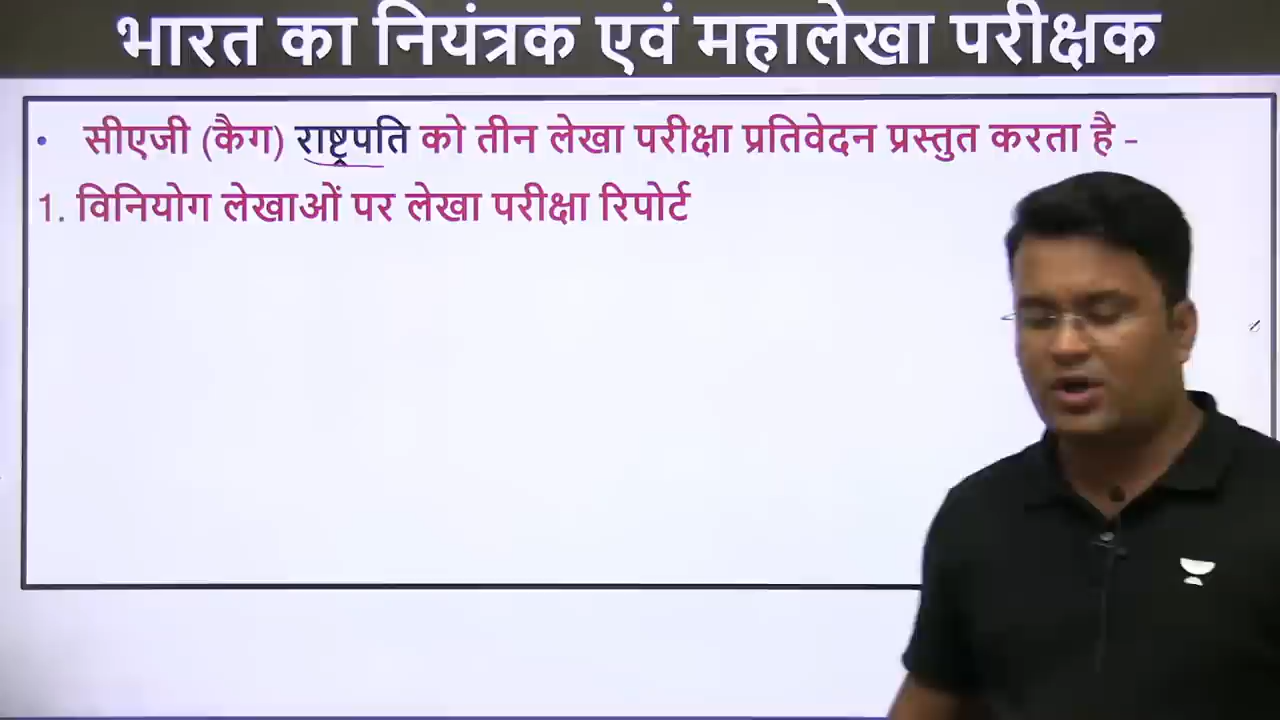 भारत का नियंत्रक एवं महालेखा परीक्षक
• सीएजी (कैग) राष्ट्रपति को तीन लेखा परीक्षा प्रतिवेदन प्रस्तुत करता है -
1. विनियोग लेखाओं पर लेखा परीक्षा रिपोर्ट